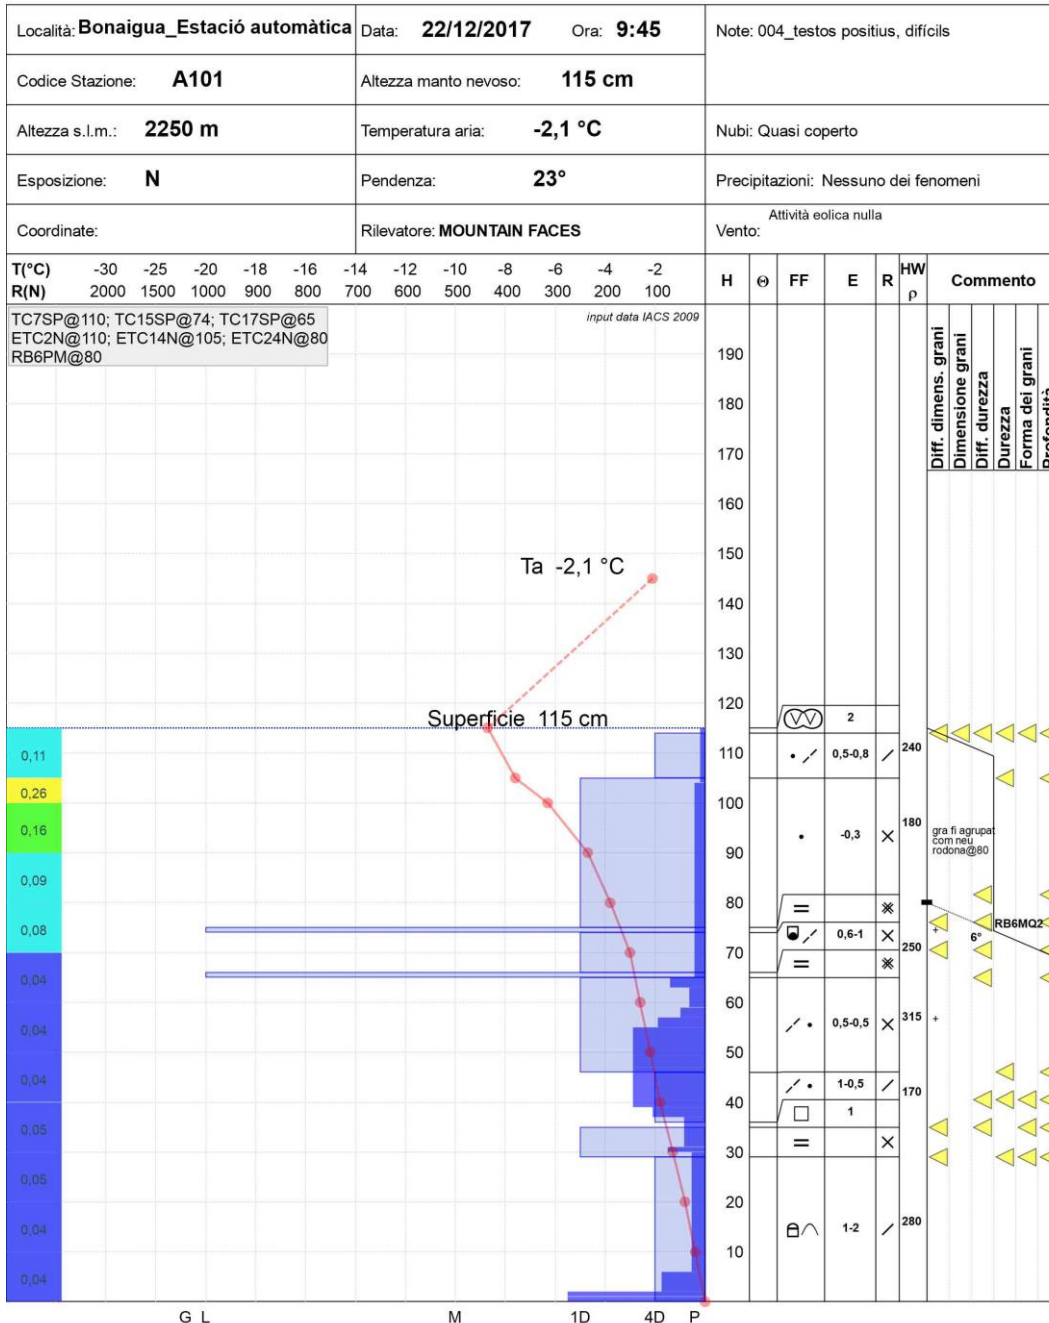 Località: Bonaigua_Estació automàtica Data: 22/12/2017 Ora: 9:45 Note: 004_testos positius, difícils
Codice Stazione: A101 Altezza manto nevoso: 115 cm
Altezza s.l.m.: 2250 m Temperatura aria: -2,1 °C Nubi: Quasi coperto
Esposizione: N Pendenza: 23° Precipitazioni: Nessuno dei fenomeni
Coordinate: Rilevatore: MOUNTAIN FACES Vento: Attività eolica nulla
T(°C) -30 -25 -20 -18 -16 -14 -12 -10 -8 -6 -4 -2
R(N) 2000 1500 1000 900 800 700 600 500 400 300 200 100
H Θ FF E R HW ρ Commento
TC7SP@110; TC15SP@74; TC17SP@65
ETC2N@110; ETC14N@105; ETC24N@80
RB6PM@80
input data IACS 2009
Diff. dimens. grani
Dimensione grani
Diff. durezza
Durezza
Forma dei grani
Profondità
190
180
170
160
150
Ta -2,1 °C
140
130
120
Superficie 115 cm
2
0,11
110
0,5-0,8
240
0,26
100
0,16
-0,3
180
gra fi agrupat
com neu
rodona@80
90
0,09
80
0,08
0,6-1
6°
RB6MQ2
70
250
0,04
60
0,5-0,5
315
0,04
50
0,04
1-0,5
170
40
1
0,05
30
0,05
20
1-2
280
0,04
10
0,04
G L M 1D 4D P